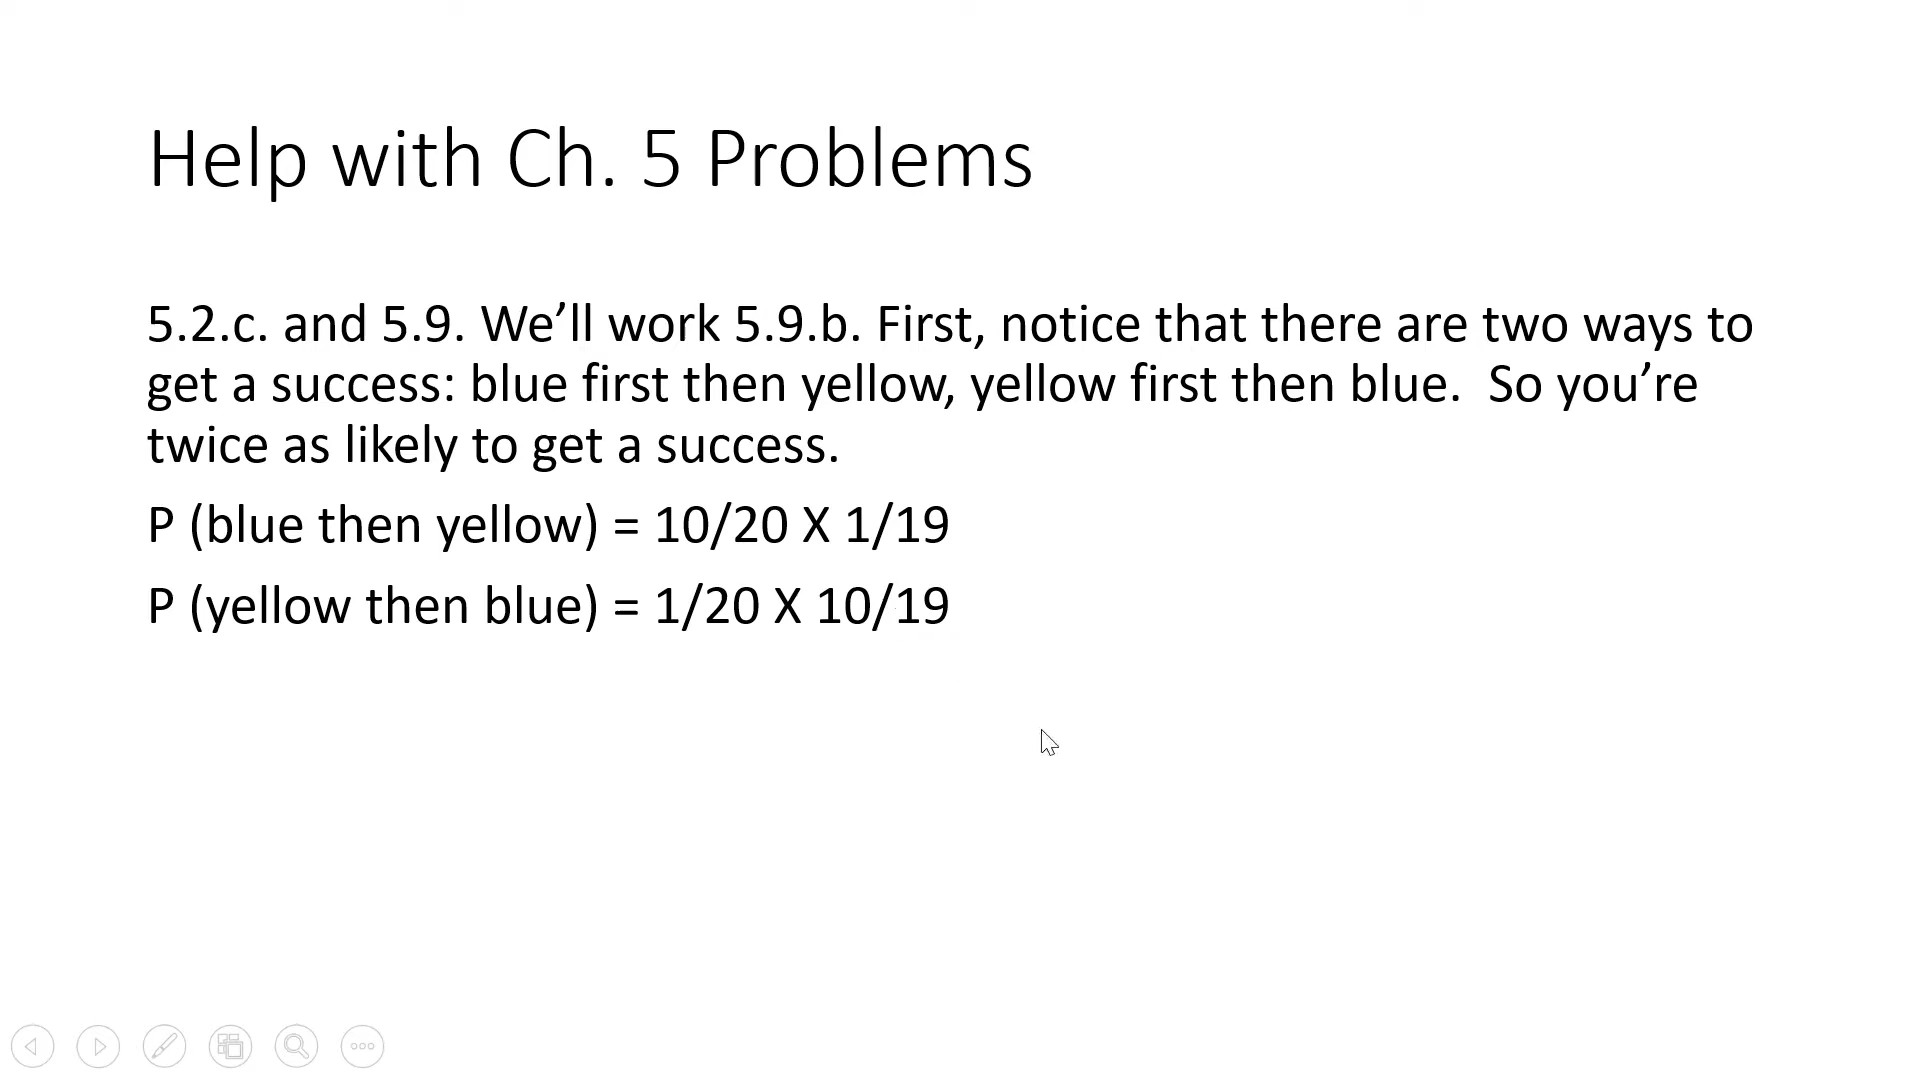 Help with Ch. 5 Problems
5.2.c. and 5.9. We’ll work 5.9.b. First, notice that there are two ways to
get a success: blue first then yellow, yellow first then blue.  So you’re
twice as likely to get a success.
P (blue then yellow) = 10/20 X 1/19
P (yellow then blue) = 1/20 X 10/19